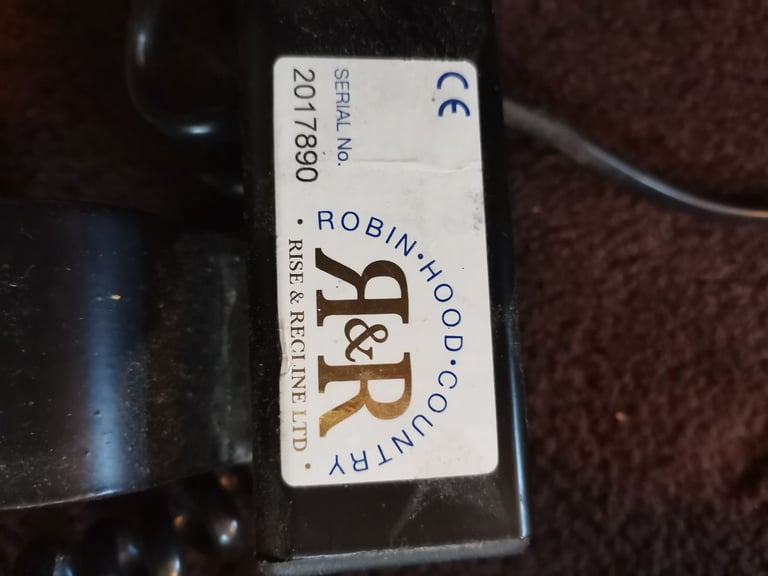 CE
SERIAL No.
2017890
ROBIN·HOOD·COUNTRY
R&R
· RISE & RECLINE LTD ·